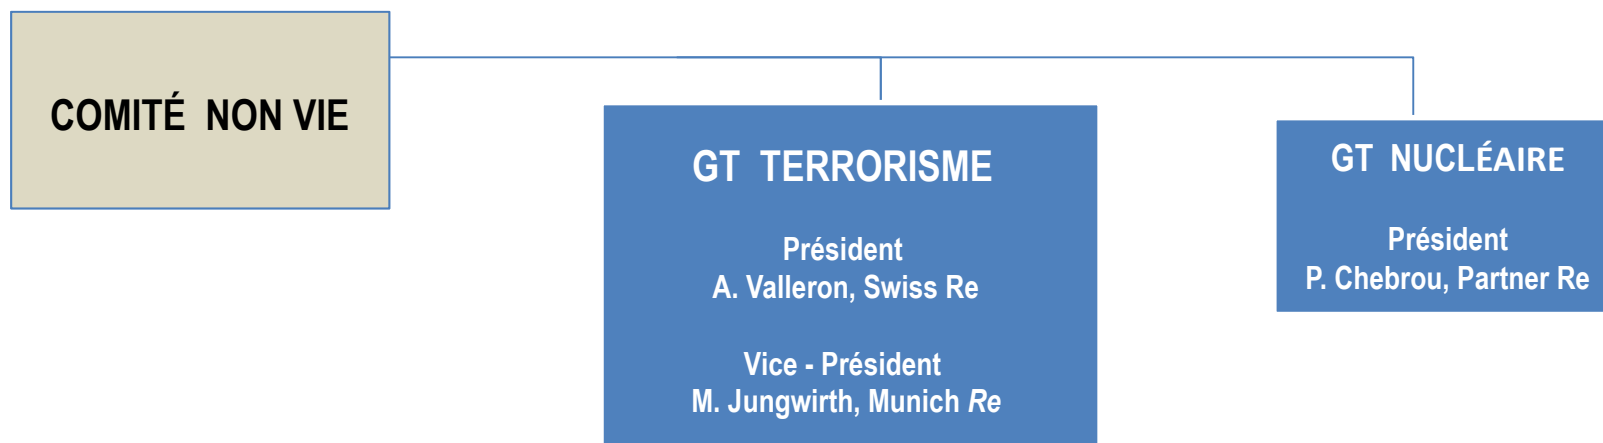 COMITÉ NON VIE
GT TERRORISME
Président
A. Valleron, Swiss Re
Vice - Président
M. Jungwirth, Munich Re
GT NUCLÉAIRE
Président
P. Chebrou, Partner Re